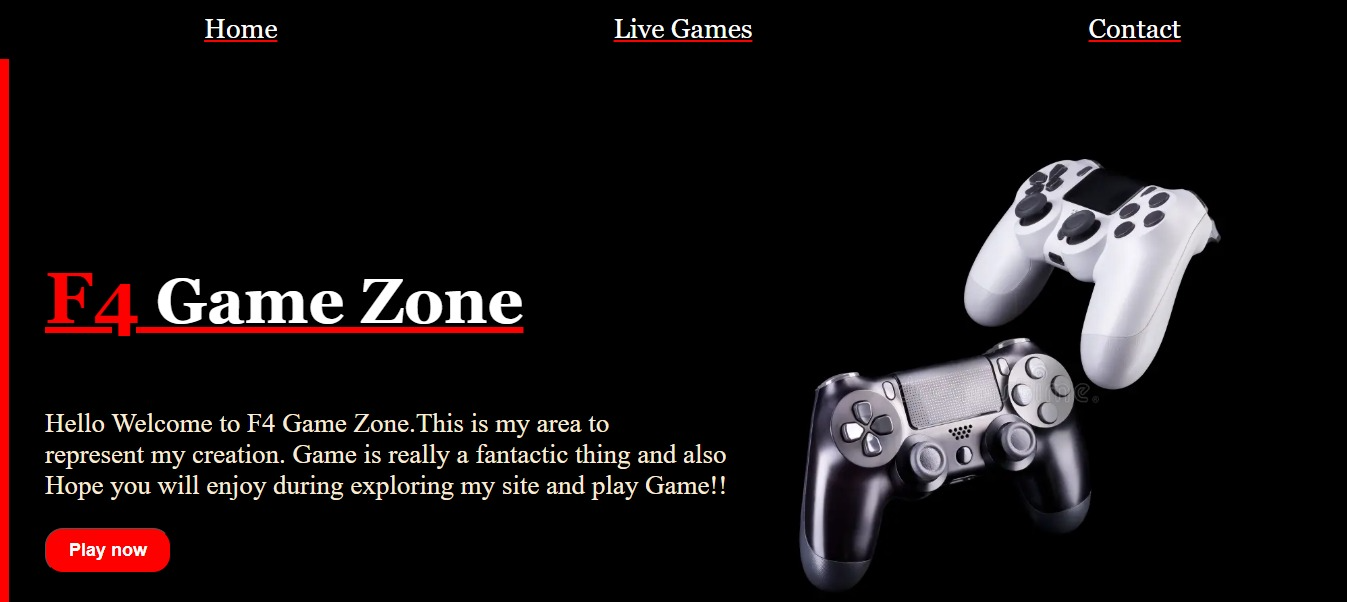 Home
Live Games
Contact
F4 Game Zone
Hello Welcome to F4 Game Zone.This is my area to
represent my creation. Game is really a fantactic thing and also
Hope you will enjoy during exploring my site and play Game!!
Play now